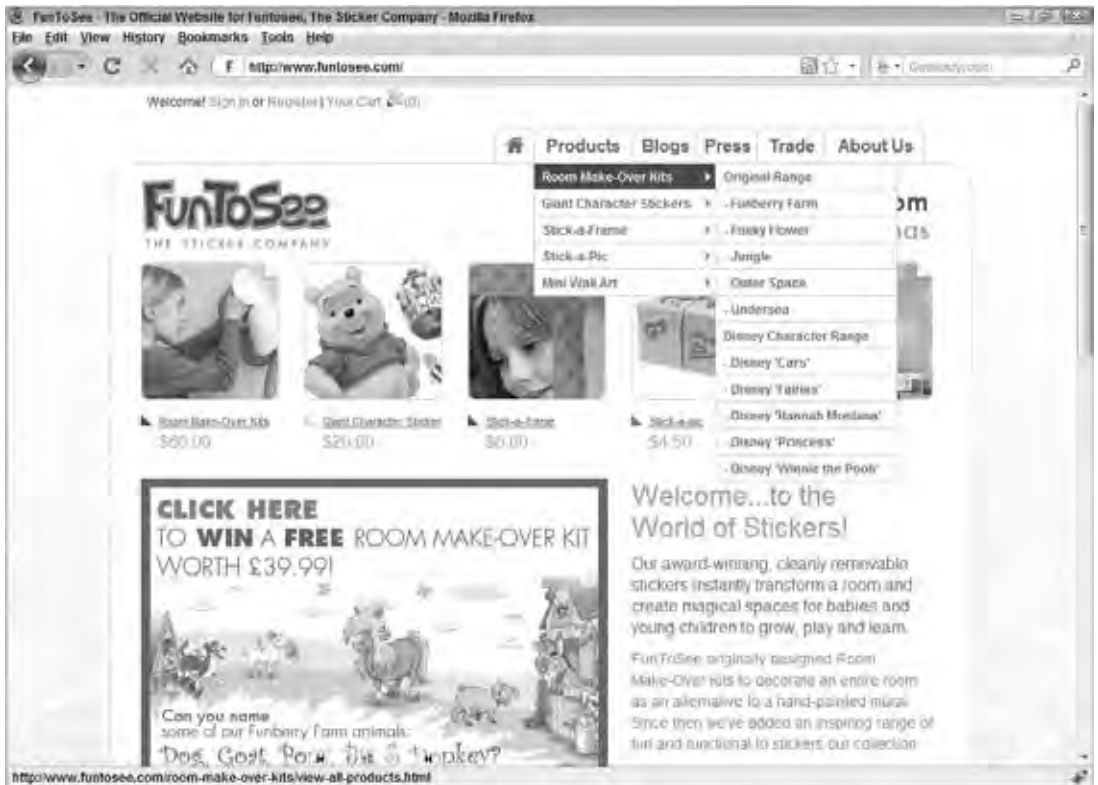 FunToSee - The Official Website for Funtosee, The Sticker Company - Mozilla Firefox
File Edit View History Bookmarks Tools Help
F http://www.funtosee.com/
Welcome! Sign In or Register | Your Cart (0)
Products Blogs Press Trade About Us
Room Make-Over Kits
Giant Character Stickers
Stick-a-Frame
Stick-a-Pic
Mini Wall Art
Original Range
- Funberry Farm
- Funky Flower
- Jungle
- Outer Space
- Undersea
Disney Character Range
- Disney 'Cars'
- Disney 'Fairies'
- Disney 'Hannah Montana'
- Disney 'Princess'
- Disney 'Winnie the Pooh'
om
FunToSee
THE STICKER COMPANY
Room Make-Over Kits
$60.00
Giant Character Sticker
$20.00
Stick-a-Frame
$6.00
Stick-a-pic
$4.50
CLICK HERE
TO WIN A FREE ROOM MAKE-OVER KIT
WORTH £39.99!
Can you name
some of our Funberry Farm animals:
Welcome...to the
World of Stickers!
Our award-winning, cleanly removable
stickers instantly transform a room and
create magical spaces for babies and
young children to grow, play and learn.
FunToSee originally designed Room
Make-Over Kits to decorate an entire room
as an alternative to a hand-painted mural.
Since then we've added an inspiring range of
fun and functional stickers our collection
http://www.funtosee.com/room-make-over-kits/view-all-products.html